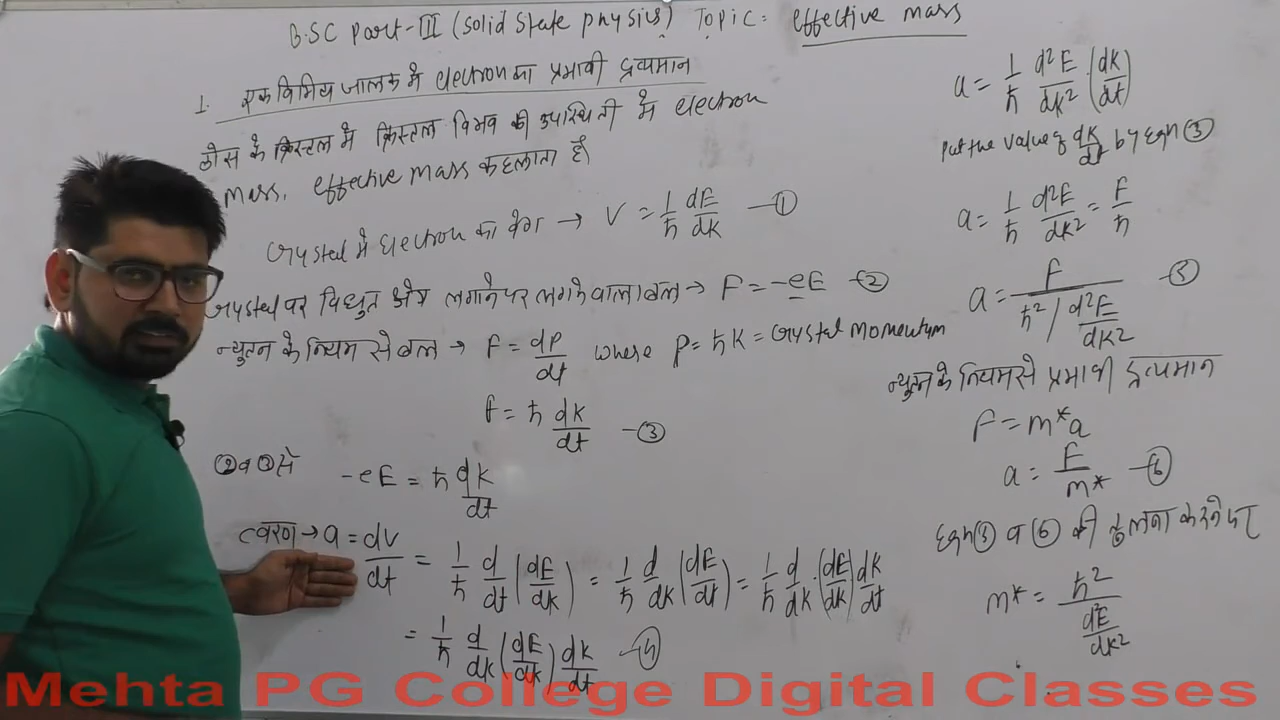 B.SC Part-III (Solid State physics) Topic: effective mass
1. एक विमिय जालक मे electron का प्रभावी द्रव्यमान
ठोस के क्रिस्टल मे क्रिस्टल विभव की उपस्थिती मे electron
mass, effective mass कहलाता है
Crystel मे electron का वेग → V = 1/ħ dE/dk —①
Crystel पर विधुत क्षेत्र लगाने पर लगने वाला बल → F = -eE —②
न्युटन के नियम से बल → F = dP/dt where P = ħK = Crystel momentum
F = ħ dk/dt —③
② व ③ से -eE = ħ dk/dt
त्वरण → a = dv/dt = 1/ħ d/dt (dE/dk) = 1/ħ d/dk (dE/dt) = 1/ħ d/dk · (dE/dk) dk/dt
= 1/ħ d/dk (dE/dk) dk/dt —④
a = 1/ħ d²E/dk² · (dk/dt)
Put the value of dk/dt by Eqn ③
a = 1/ħ d²E/dk² = F/ħ
a = F / ħ² / d²E/dk² —⑤
न्युटन के नियम से प्रभावी द्रव्यमान
F = m*a
a = F/m* —⑥
Eqn ⑤ व ⑥ की तुलना करने पर
m* = ħ² / d²E/dk²
Mehta PG College Digital Classes